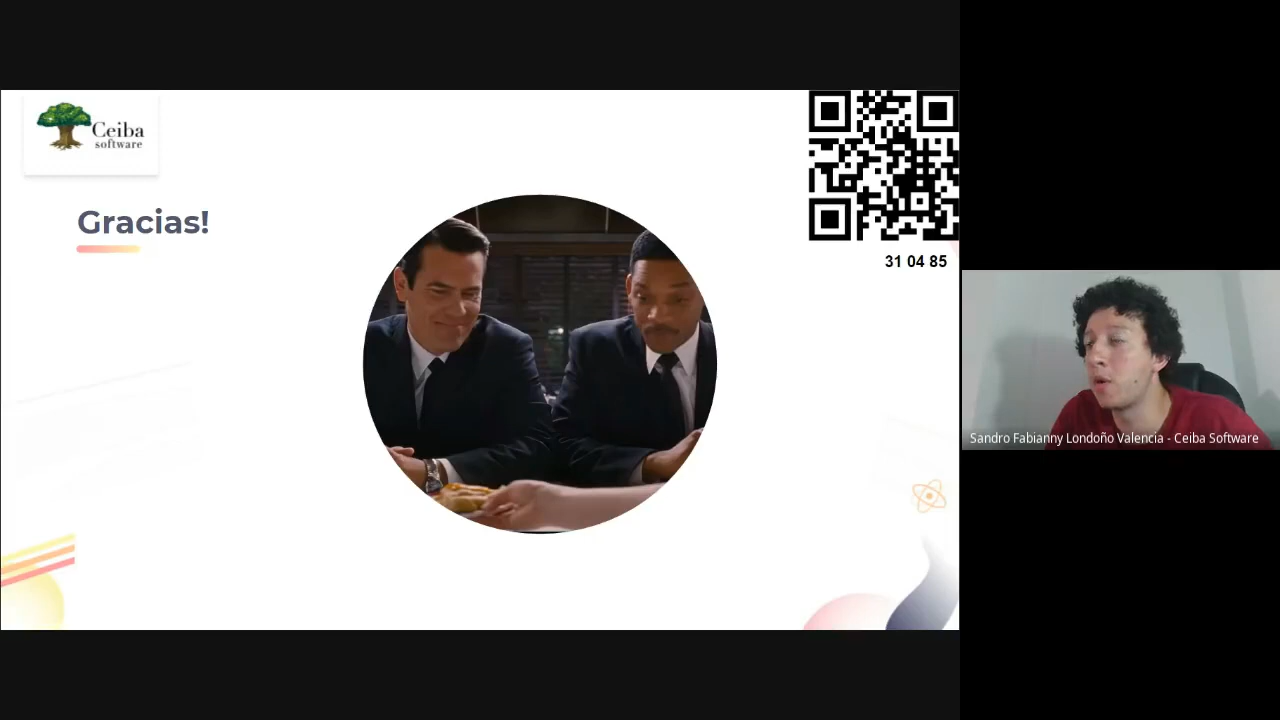 Ceiba
software
Gracias!
31 04 85
Sandro Fabianny Londoño Valencia - Ceiba Software